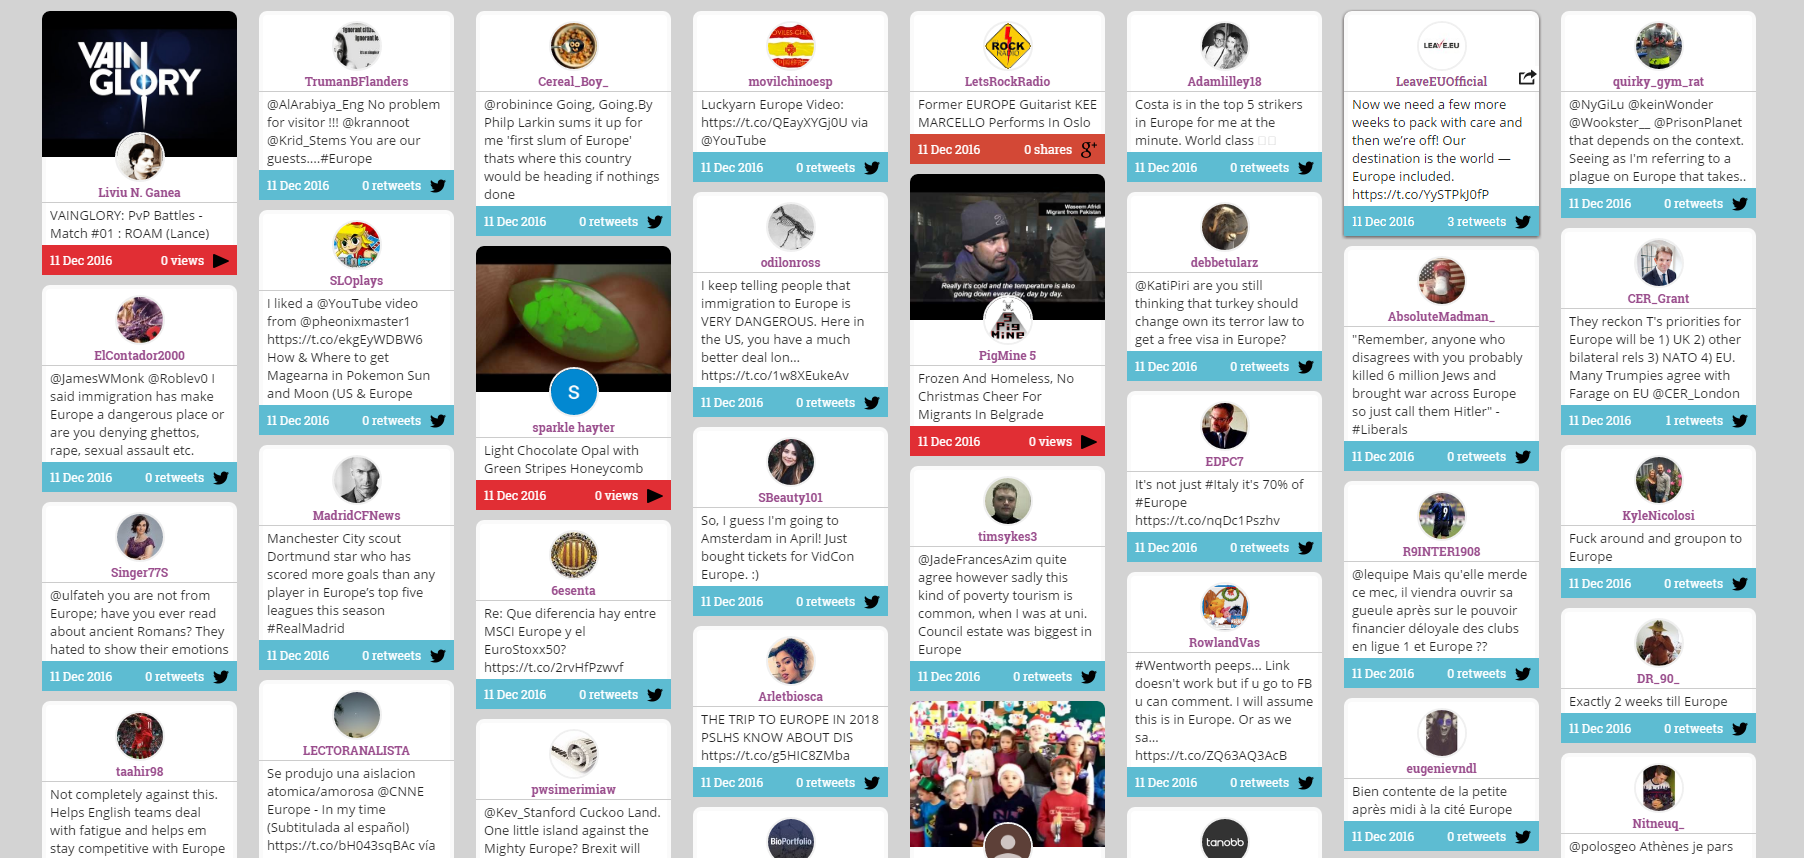 VAIN
GLORY
Liviu N. Ganea
VAINGLORY: PvP Battles -
Match #01 : ROAM (Lance)
11 Dec 2016 0 views
ElContador2000
@JamesWMonk @Roblev0 I
said immigration has make
Europe a dangerous place or
are you denying ghettos,
rape, sexual assault etc.
11 Dec 2016 0 retweets
Singer77S
@ulfateh you are not from
Europe; have you ever read
about ancient Romans? They
hated to show their emotions
11 Dec 2016 0 retweets
taahir98
Not completely against this.
Helps English teams deal
with fatigue and helps em
stay competitive with Europe
TrumanBFlanders
@AlArabiya_Eng No problem
for visitor !!! @krannoot
@Krid_Stems You are our
guests....#Europe
11 Dec 2016 0 retweets
SLOplays
I liked a @YouTube video
from @pheonixmaster1
https://t.co/ekgEyWDBW6
How & Where to get
Magearna in Pokemon Sun
and Moon (US & Europe
11 Dec 2016 0 retweets
MadridCFNews
Manchester City scout
Dortmund star who has
scored more goals than any
player in Europe’s top five
leagues this season
#RealMadrid
11 Dec 2016 0 retweets
LECTORANALISTA
Se produjo una aislacion
atomica/amorosa @CNNE
Europe - In my time
(Subtitulada al español)
https://t.co/bH043sqBAc vía
Cereal_Boy_
@robinince Going, Going.By
Philp Larkin sums it up for
me 'first slum of Europe'
thats where this country
would be heading if nothings
done
11 Dec 2016 0 retweets
S
sparkle hayter
Light Chocolate Opal with
Green Stripes Honeycomb
11 Dec 2016 0 views
6esenta
Re: Que diferencia hay entre
MSCI Europe y el
EuroStoxx50?
https://t.co/2rvHfPzwvf
11 Dec 2016 0 retweets
pwsimerimiaw
@Kev_Stanford Cuckoo Land.
One little island against the
Mighty Europe? Brexit will
movilchinoesp
Luckyarn Europe Video:
https://t.co/QEayXYGj0U via
@YouTube
11 Dec 2016 0 retweets
odilonross
I keep telling people that
immigration to Europe is
VERY DANGEROUS. Here in
the US, you have a much
better deal lon...
https://t.co/1w8XEukeAv
11 Dec 2016 0 retweets
SBeauty101
So, I guess I'm going to
Amsterdam in April! Just
bought tickets for VidCon
Europe. :)
11 Dec 2016 0 retweets
Arletbiosca
THE TRIP TO EUROPE IN 2018
PSLHS KNOW ABOUT DIS
https://t.co/g5HIC8ZMba
11 Dec 2016 0 retweets
BioPortfolio
ROCK
RADIO
LetsRockRadio
Former EUROPE Guitarist KEE
MARCELLO Performs In Oslo
11 Dec 2016 0 shares
Waseem Afridi
Migrant from Pakistan
Really it's cold and the temperature is also
going down every day, day by day.
5
PIG
MINE
PigMine 5
Frozen And Homeless, No
Christmas Cheer For
Migrants In Belgrade
11 Dec 2016 0 views
timsykes3
@JadeFrancesAzim quite
agree however sadly this
kind of poverty tourism is
common, when I was at uni.
Council estate was biggest in
Europe
11 Dec 2016 0 retweets
Adamlilley18
Costa is in the top 5 strikers
in Europe for me at the
minute. World class
11 Dec 2016 0 retweets
debbetularz
@KatiPiri are you still
thinking that turkey should
change own its terror law to
get a free visa in Europe?
11 Dec 2016 0 retweets
EDPC7
It's not just #Italy it's 70% of
#Europe
https://t.co/nqDc1Pszhv
11 Dec 2016 0 retweets
RowlandVas
#Wentworth peeps... Link
doesn't work but if u go to FB
u can comment. I will assume
this is in Europe. Or as we
sa...
https://t.co/ZQ63AQ3AcB
11 Dec 2016 0 retweets
tanobb
LEAVE.EU
LeaveEUOfficial
Now we need a few more
weeks to pack with care and
then we’re off! Our
destination is the world —
Europe included.
https://t.co/YySTPkJ0fP
11 Dec 2016 3 retweets
AbsoluteMadman_
"Remember, anyone who
disagrees with you probably
killed 6 million Jews and
brought war across Europe
so just call them Hitler" -
#Liberals
11 Dec 2016 0 retweets
9
R9INTER1908
@lequipe Mais qu'elle merde
ce mec, il viendra ouvrir sa
gueule après sur le pouvoir
financier déloyale des clubs
en ligue 1 et Europe ??
11 Dec 2016 0 retweets
eugenievndl
Bien contente de la petite
après midi à la cité Europe
11 Dec 2016 0 retweets
quirky_gym_rat
@NyGiLu @keinWonder
@Wookster__ @PrisonPlanet
that depends on the context.
Seeing as I'm referring to a
plague on Europe that takes..
11 Dec 2016 0 retweets
CER_Grant
They reckon T's priorities for
Europe will be 1) UK 2) other
bilateral rels 3) NATO 4) EU.
Many Trumpies agree with
Farage on EU @CER_London
11 Dec 2016 1 retweets
KyleNicolosi
Fuck around and groupon to
Europe
11 Dec 2016 0 retweets
DR_90_
Exactly 2 weeks till Europe
11 Dec 2016 0 retweets
Nitneuq_
@polosgeo Athènes je pars